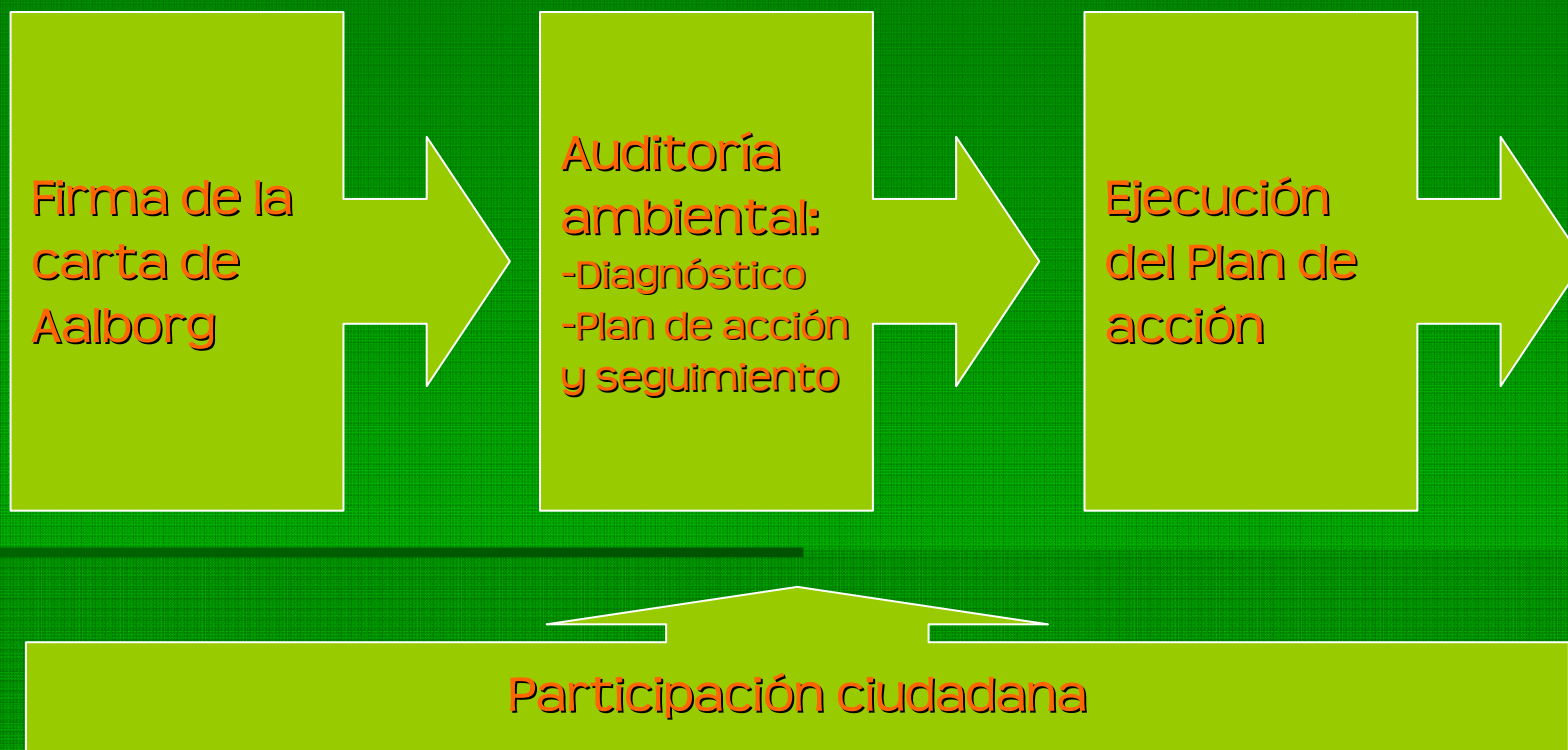 Firma de la
carta de
Aalborg
Auditoría
ambiental:
-Diagnóstico
-Plan de acción
y seguimiento
Ejecución
del Plan de
acción
Participación ciudadana